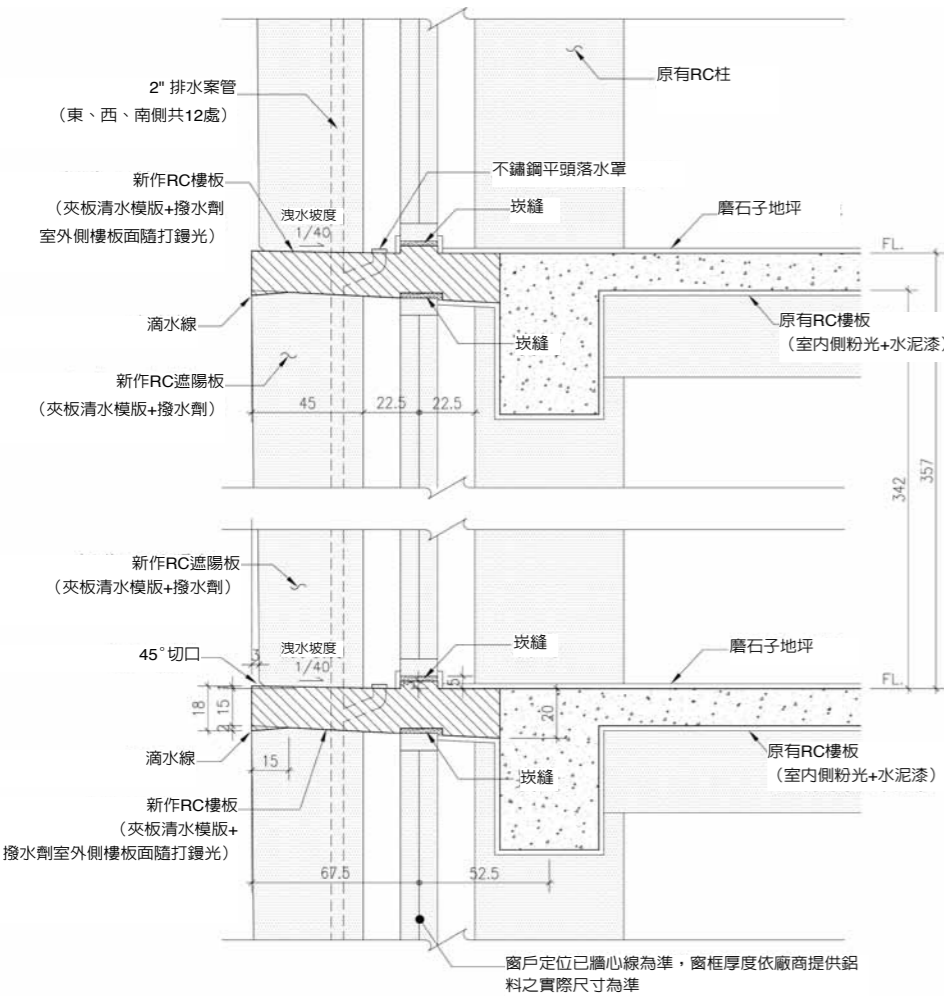 原有RC柱
2" 排水案管
（東、西、南側共12處）
不鏽鋼平頭落水罩
新作RC樓板
（夾板清水模版+撥水劑
室外側樓板面隨打鏝光）
洩水坡度
1/40
崁縫
磨石子地坪
FL.
滴水線
崁縫
原有RC樓板
（室內側粉光+水泥漆）
新作RC遮陽板
（夾板清水模版+撥水劑）
45
22.5
22.5
342
357
新作RC遮陽板
（夾板清水模版+撥水劑）
45°切口
3
洩水坡度
1/40
崁縫
5
磨石子地坪
FL.
18
15
2
20
滴水線
15
崁縫
原有RC樓板
（室內側粉光+水泥漆）
新作RC樓板
（夾板清水模版+
撥水劑室外側樓板面隨打鏝光）
67.5
52.5
窗戶定位已牆心線為準，窗框厚度依廠商提供鋁
料之實際尺寸為準